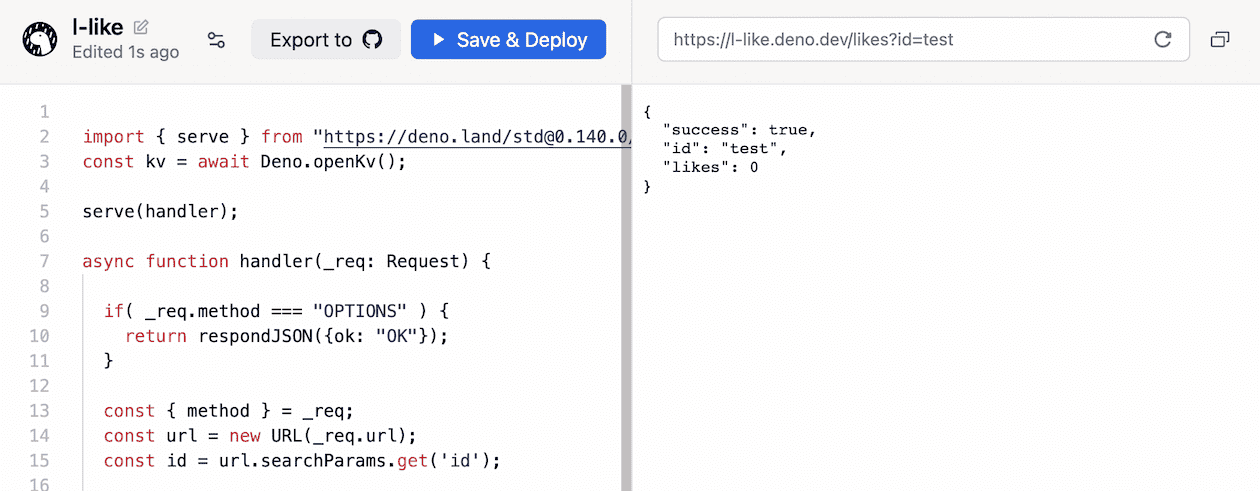 l-like
Edited 1s ago
Export to
Save & Deploy
https://l-like.deno.dev/likes?id=test
1
2 import { serve } from "https://deno.land/std@0.140.0/
3 const kv = await Deno.openKv();
4
5 serve(handler);
6
7 async function handler(_req: Request) {
8
9 if( _req.method === "OPTIONS" ) {
10 return respondJSON({ok: "OK"});
11 }
12
13 const { method } = _req;
14 const url = new URL(_req.url);
15 const id = url.searchParams.get('id');
16
{
"success": true,
"id": "test",
"likes": 0
}